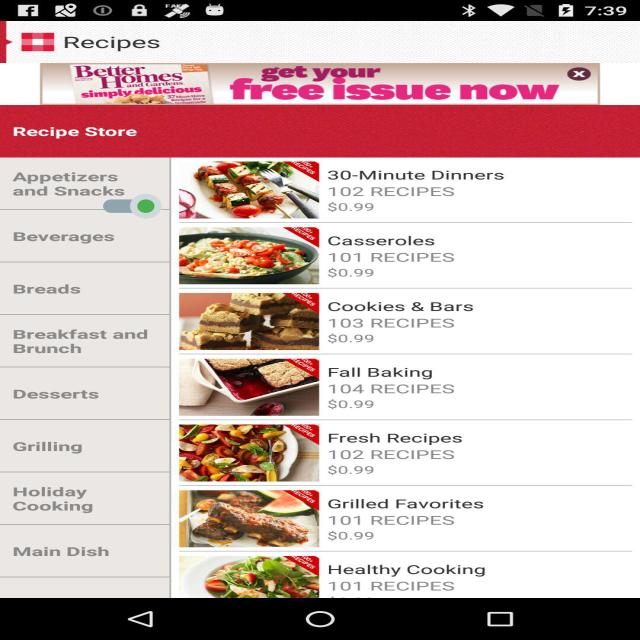 7:39
Recipes
Better
Homes
and Gardens
simply delicious
get your
free issue now
Recipe Store
Appetizers
and Snacks
Beverages
Breads
Breakfast and
Brunch
Desserts
Grilling
Holiday
Cooking
Main Dish
30-Minute Dinners
102 RECIPES
$0.99
Casseroles
101 RECIPES
$0.99
Cookies & Bars
103 RECIPES
$0.99
Fall Baking
104 RECIPES
$0.99
Fresh Recipes
102 RECIPES
$0.99
Grilled Favorites
101 RECIPES
$0.99
Healthy Cooking
101 RECIPES